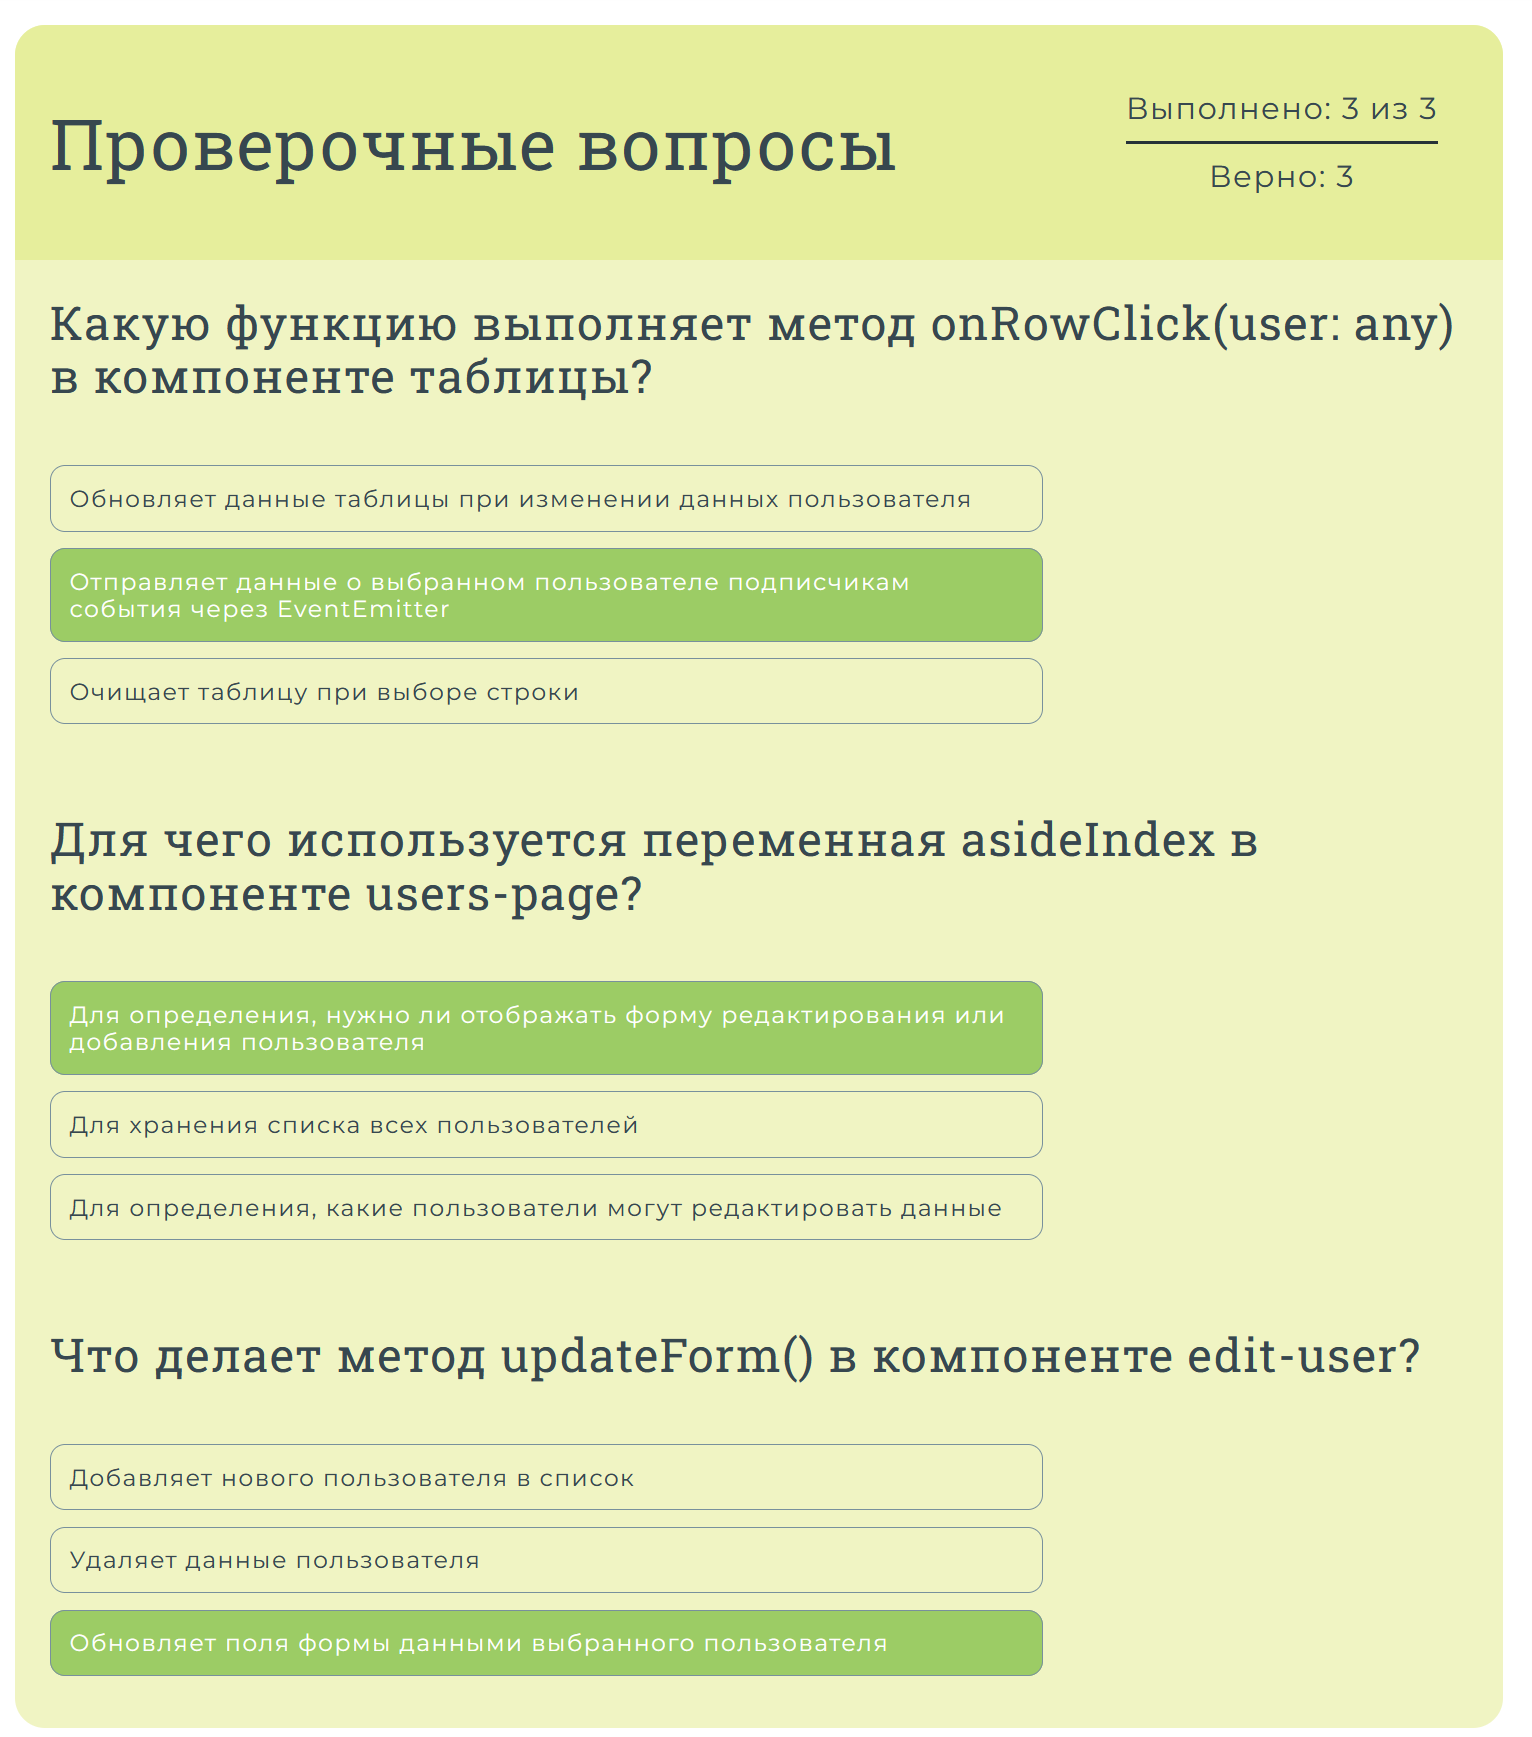 Проверочные вопросы
Выполнено: 3 из 3
Верно: 3
Какую функцию выполняет метод onRowClick(user: any)
в компоненте таблицы?
Обновляет данные таблицы при изменении данных пользователя
Отправляет данные о выбранном пользователе подписчикам
события через EventEmitter
Очищает таблицу при выборе строки
Для чего используется переменная asideIndex в
компоненте users-page?
Для определения, нужно ли отображать форму редактирования или
добавления пользователя
Для хранения списка всех пользователей
Для определения, какие пользователи могут редактировать данные
Что делает метод updateForm() в компоненте edit-user?
Добавляет нового пользователя в список
Удаляет данные пользователя
Обновляет поля формы данными выбранного пользователя